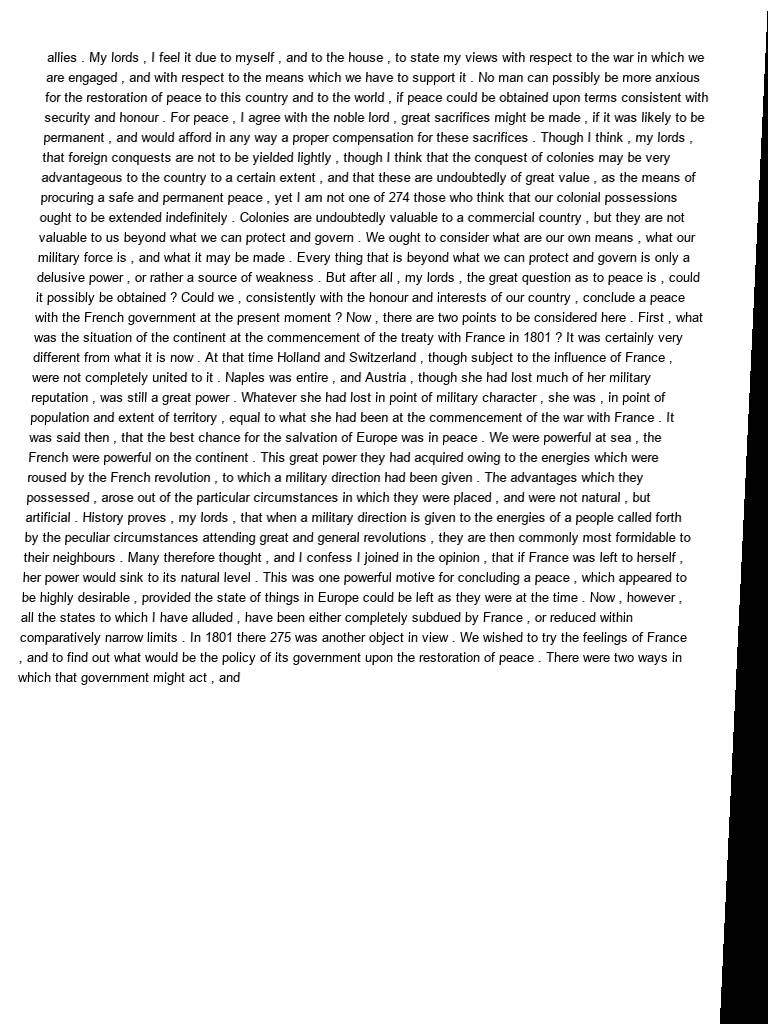 allies . My lords , I feel it due to myself , and to the house , to state my views with respect to the war in which we
are engaged , and with respect to the means which we have to support it . No man can possibly be more anxious
for the restoration of peace to this country and to the world , if peace could be obtained upon terms consistent with
security and honour . For peace , I agree with the noble lord , great sacrifices might be made , if it was likely to be
permanent , and would afford in any way a proper compensation for these sacrifices . Though I think , my lords ,
that foreign conquests are not to be yielded lightly , though I think that the conquest of colonies may be very
advantageous to the country to a certain extent , and that these are undoubtedly of great value , as the means of
procuring a safe and permanent peace , yet I am not one of 274 those who think that our colonial possessions
ought to be extended indefinitely . Colonies are undoubtedly valuable to a commercial country , but they are not
valuable to us beyond what we can protect and govern . We ought to consider what are our own means , what our
military force is , and what it may be made . Every thing that is beyond what we can protect and govern is only a
delusive power , or rather a source of weakness . But after all , my lords , the great question as to peace is , could
it possibly be obtained ? Could we , consistently with the honour and interests of our country , conclude a peace
with the French government at the present moment ? Now , there are two points to be considered here . First , what
was the situation of the continent at the commencement of the treaty with France in 1801 ? It was certainly very
different from what it is now . At that time Holland and Switzerland , though subject to the influence of France ,
were not completely united to it . Naples was entire , and Austria , though she had lost much of her military
reputation , was still a great power . Whatever she had lost in point of military character , she was , in point of
population and extent of territory , equal to what she had been at the commencement of the war with France . It
was said then , that the best chance for the salvation of Europe was in peace . We were powerful at sea , the
French were powerful on the continent . This great power they had acquired owing to the energies which were
roused by the French revolution , to which a military direction had been given . The advantages which they
possessed , arose out of the particular circumstances in which they were placed , and were not natural , but
artificial . History proves , my lords , that when a military direction is given to the energies of a people called forth
by the peculiar circumstances attending great and general revolutions , they are then commonly most formidable to
their neighbours . Many therefore thought , and I confess I joined in the opinion , that if France was left to herself ,
her power would sink to its natural level . This was one powerful motive for concluding a peace , which appeared to
be highly desirable , provided the state of things in Europe could be left as they were at the time . Now , however ,
all the states to which I have alluded , have been either completely subdued by France , or reduced within
comparatively narrow limits . In 1801 there 275 was another object in view . We wished to try the feelings of France
, and to find out what would be the policy of its government upon the restoration of peace . There were two ways in
which that government might act , and